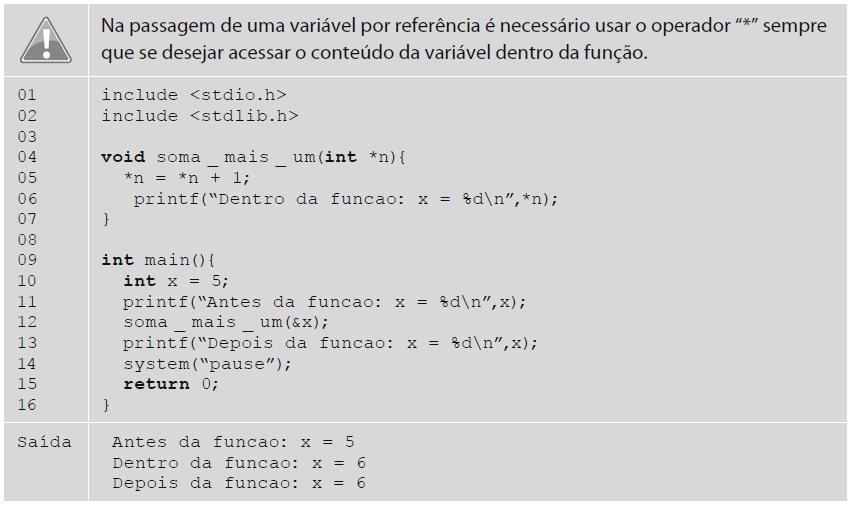 Na passagem de uma variável por referência é necessário usar o operador “*” sempre
que se desejar acessar o conteúdo da variável dentro da função.
01 include <stdio.h>
02 include <stdlib.h>
03
04 void soma _ mais _ um(int *n){
05 *n = *n + 1;
06 printf(“Dentro da funcao: x = %d\n”,*n);
07 }
08
09 int main(){
10 int x = 5;
11 printf(“Antes da funcao: x = %d\n”,x);
12 soma _ mais _ um(&x);
13 printf(“Depois da funcao: x = %d\n”,x);
14 system(“pause”);
15 return 0;
16 }
Saída Antes da funcao: x = 5
Dentro da funcao: x = 6
Depois da funcao: x = 6